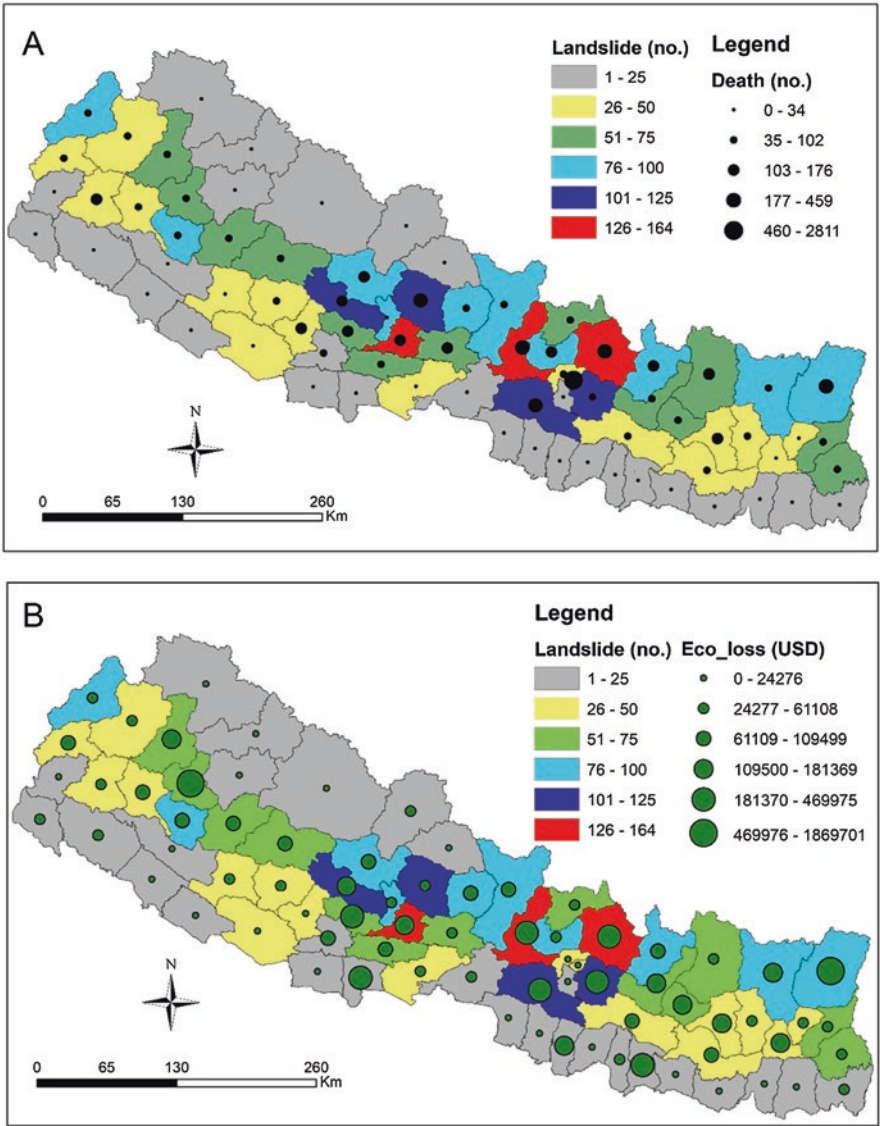 A
Landslide (no.)
1 - 25
26 - 50
51 - 75
76 - 100
101 - 125
126 - 164
Legend
Death (no.)
0 - 34
35 - 102
103 - 176
177 - 459
460 - 2811
N
0 65 130 260
Km
B
Legend
Landslide (no.) Eco_loss (USD)
1 - 25 0 - 24276
26 - 50 24277 - 61108
51 - 75 61109 - 109499
76 - 100 109500 - 181369
101 - 125 181370 - 469975
126 - 164 469976 - 1869701
N
0 65 130 260
Km